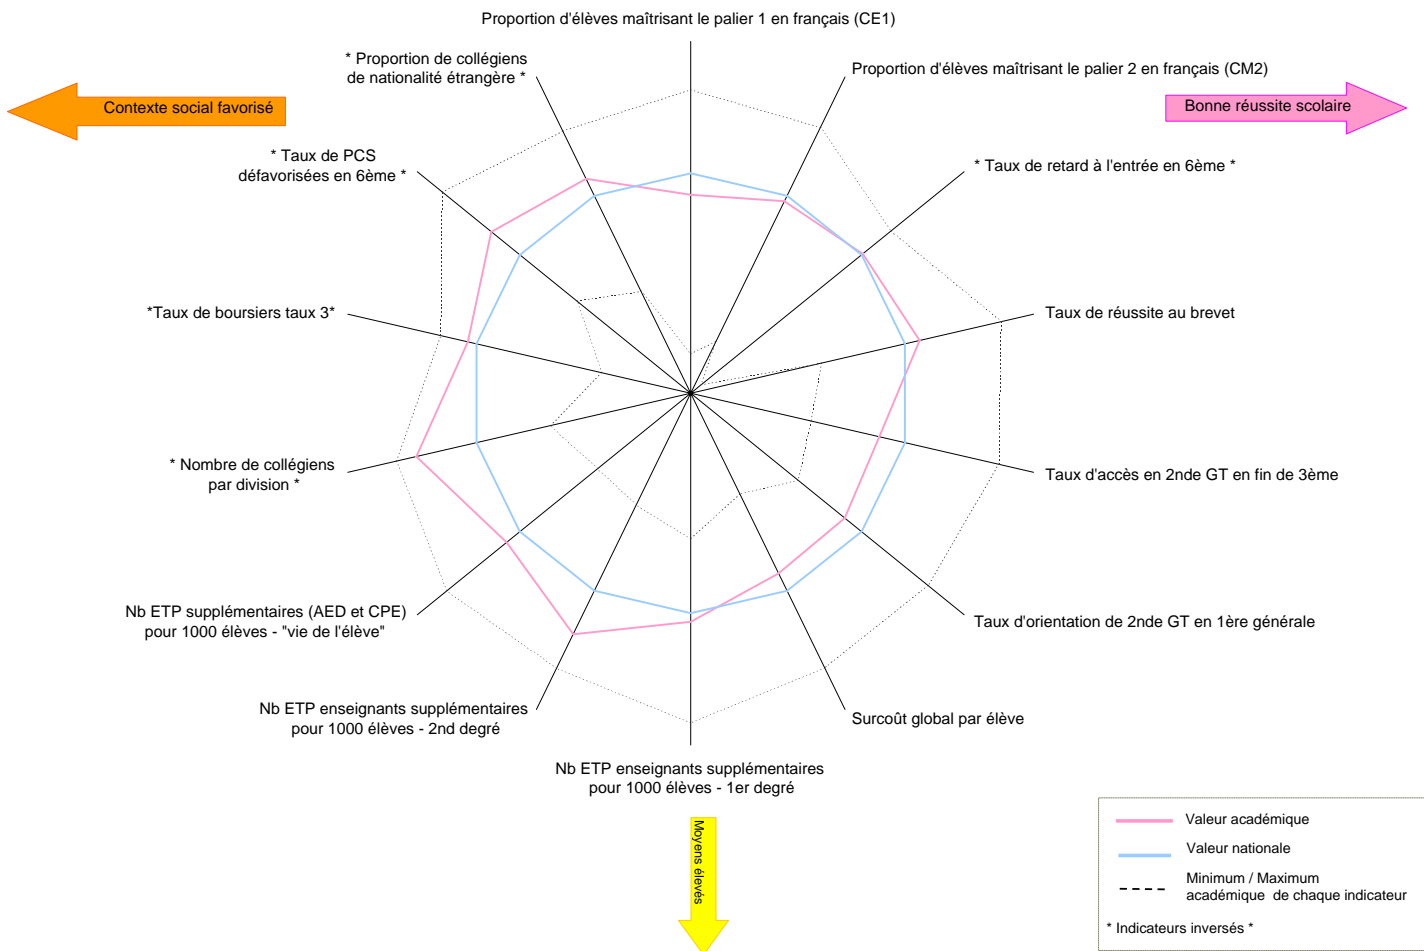 Proportion d'élèves maîtrisant le palier 1 en français (CE1)
* Proportion de collégiens
de nationalité étrangère *
Proportion d'élèves maîtrisant le palier 2 en français (CM2)
Contexte social favorisé
Bonne réussite scolaire
* Taux de PCS
défavorisées en 6ème *
* Taux de retard à l'entrée en 6ème *
*Taux de boursiers taux 3*
Taux de réussite au brevet
* Nombre de collégiens
par division *
Taux d'accès en 2nde GT en fin de 3ème
Nb ETP supplémentaires (AED et CPE)
pour 1000 élèves - "vie de l'élève"
Taux d'orientation de 2nde GT en 1ère générale
Nb ETP enseignants supplémentaires
pour 1000 élèves - 2nd degré
Surcoût global par élève
Nb ETP enseignants supplémentaires
pour 1000 élèves - 1er degré
Moyens élevés
Valeur académique
Valeur nationale
Minimum / Maximum
académique de chaque indicateur
* Indicateurs inversés *